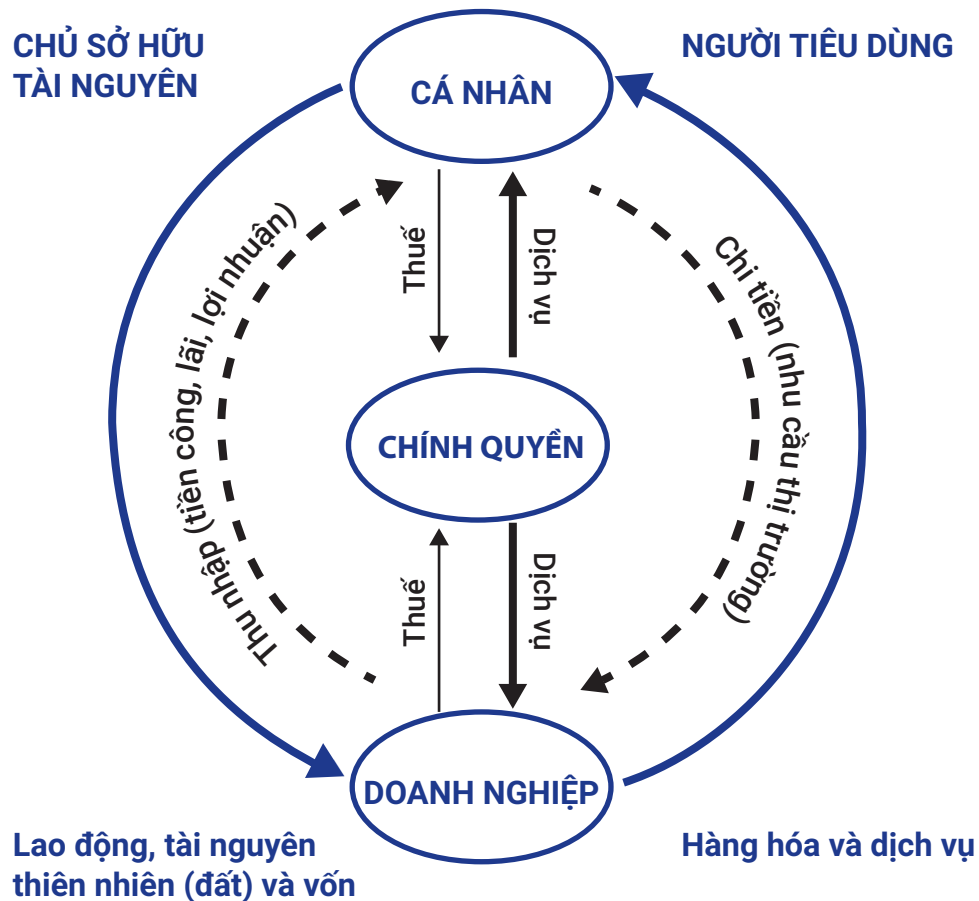 CHỦ SỞ HỮU
TÀI NGUYÊN
NGƯỜI TIÊU DÙNG
CÁ NHÂN
Thu nhập (tiền công, lãi, lợi nhuận)
Thuế
Dịch vụ
Chi tiền (nhu cầu thị trường)
CHÍNH QUYỀN
Thuế
Dịch vụ
DOANH NGHIỆP
Lao động, tài nguyên
thiên nhiên (đất) và vốn
Hàng hóa và dịch vụ